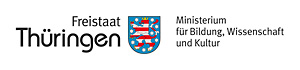 Freistaat
Thüringen
Ministerium
für Bildung, Wissenschaft
und Kultur